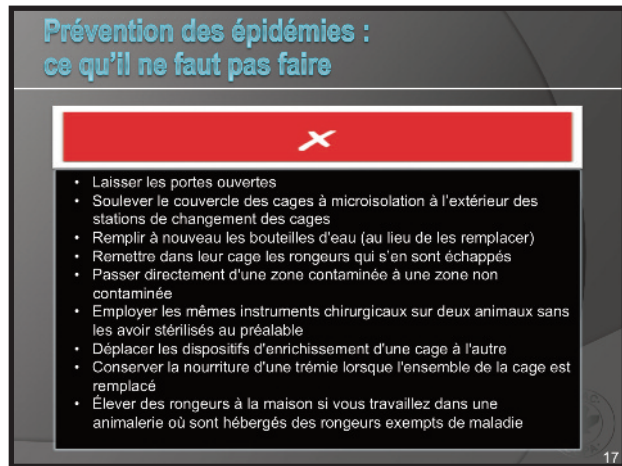 Prévention des épidémies :
ce qu'il ne faut pas faire
x
• Laisser les portes ouvertes
• Soulever le couvercle des cages à microisolation à l'extérieur des
stations de changement des cages
• Remplir à nouveau les bouteilles d'eau (au lieu de les remplacer)
• Remettre dans leur cage les rongeurs qui s'en sont échappés
• Passer directement d'une zone contaminée à une zone non
contaminée
• Employer les mêmes instruments chirurgicaux sur deux animaux sans
les avoir stérilisés au préalable
• Déplacer les dispositifs d'enrichissement d'une cage à l'autre
• Conserver la nourriture d'une trémie lorsque l'ensemble de la cage est
remplacé
• Élever des rongeurs à la maison si vous travaillez dans une
animalerie où sont hébergés des rongeurs exempts de maladie
17